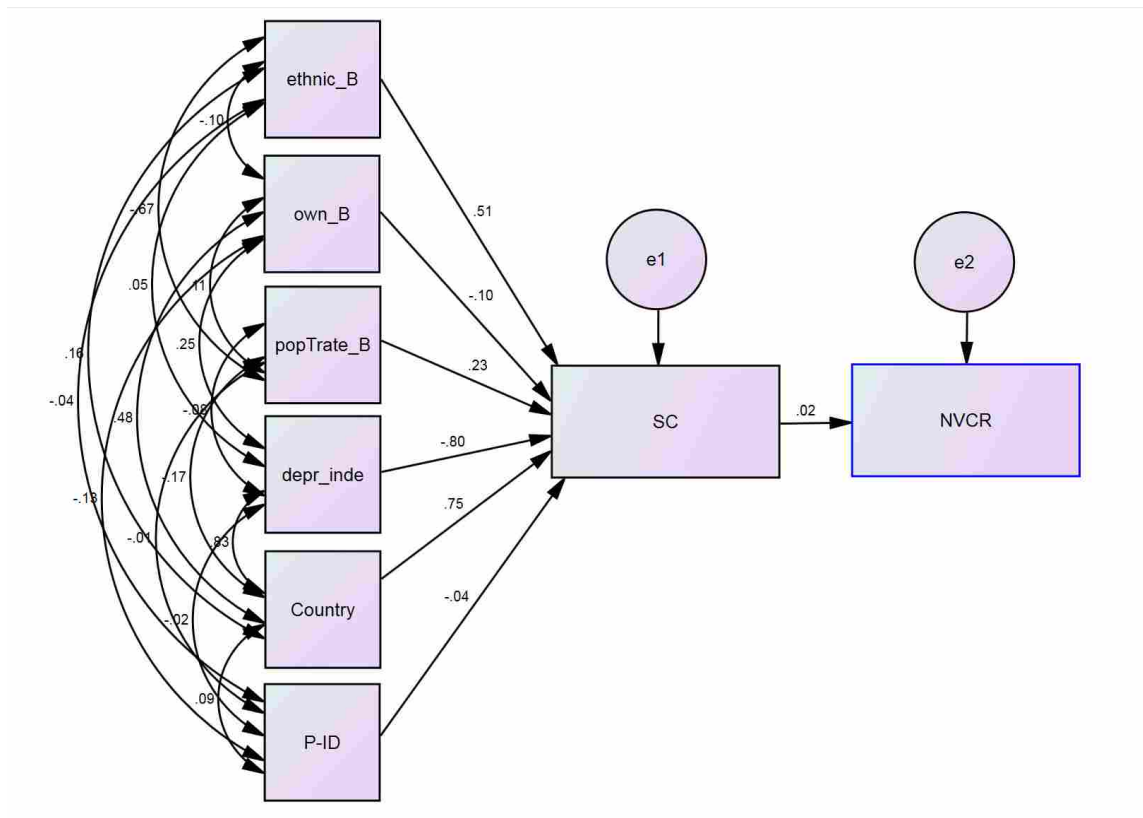 ethnic_B
-.10
own_B
-.67
.51
e1
e2
.05
.11
-.10
.25
popTrate_B
.16
.23
-.04
-.08
.48
SC
.02
NVCR
-.80
depr_inde
-.17
-.13
.75
-.01
.83
Country
-.04
-.02
.09
P-ID